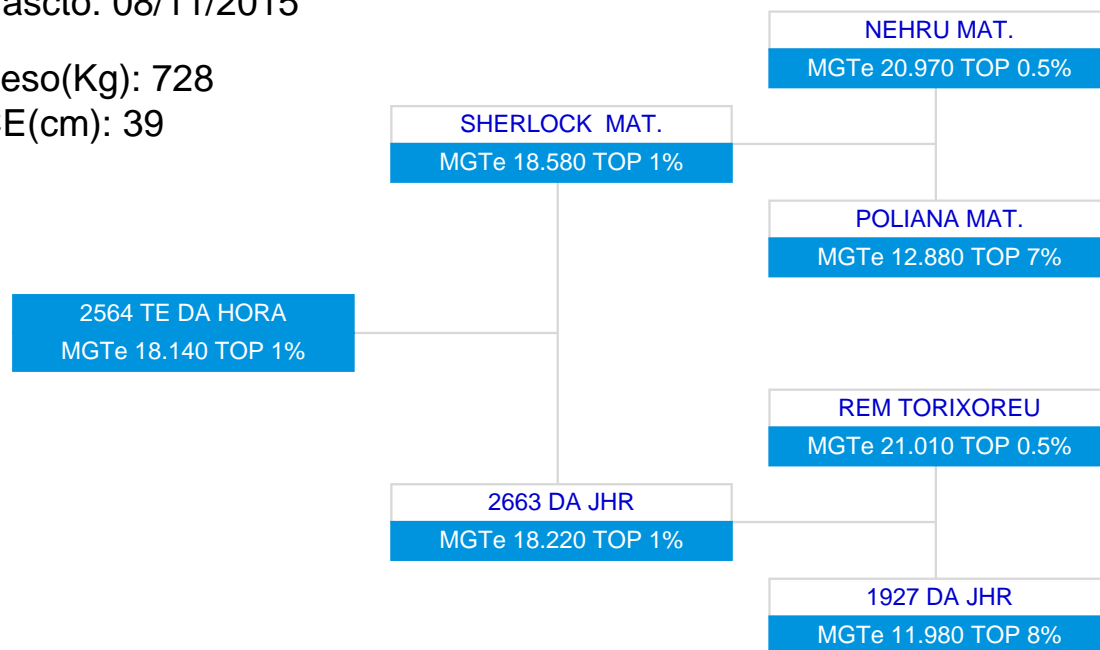 ascto: 08/11/2015
eso(Kg): 728
E(cm): 39
NEHRU MAT.
MGTe 20.970 TOP 0.5%
SHERLOCK MAT.
MGTe 18.580 TOP 1%
POLIANA MAT.
MGTe 12.880 TOP 7%
2564 TE DA HORA
MGTe 18.140 TOP 1%
REM TORIXOREU
MGTe 21.010 TOP 0.5%
2663 DA JHR
MGTe 18.220 TOP 1%
1927 DA JHR
MGTe 11.980 TOP 8%